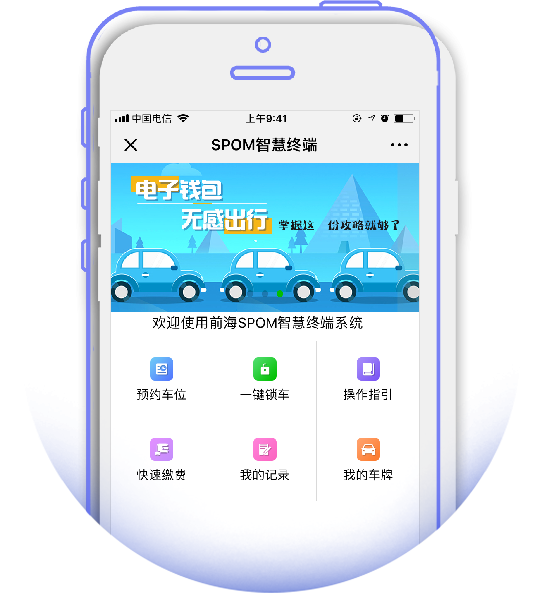 中国电信
上午9:41
SPOM智慧终端
电子钱包
无感出行
掌握这一份攻略就够了
欢迎使用前海SPOM智慧终端系统
预约车位
一键锁车
操作指引
快速缴费
我的记录
我的车牌